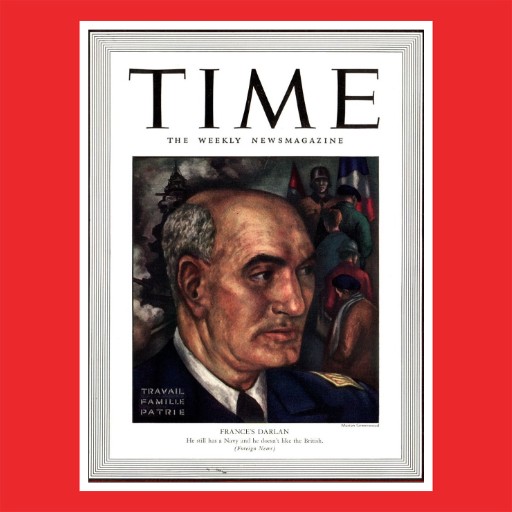 TIME
THE WEEKLY NEWSMAGAZINE
TRAVAIL
FAMILLE
PATRIE
FRANCE'S DARLAN
He still has a Navy and he doesn't like the British.
(Foreign News)